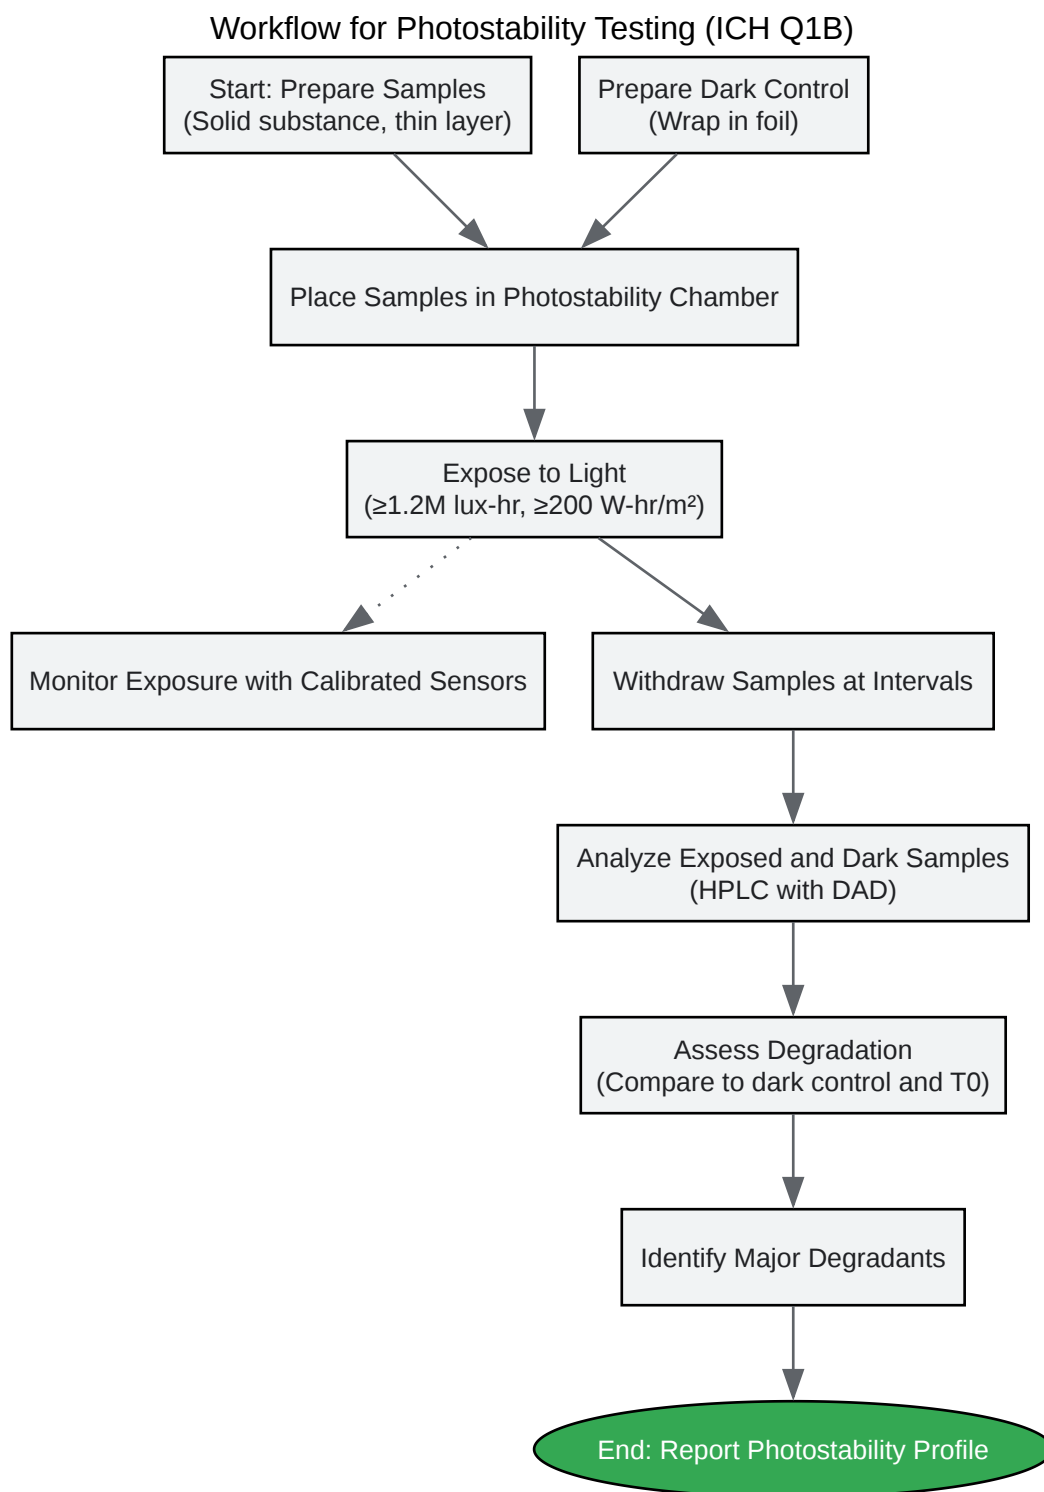 Workflow for Photostability Testing (ICH Q1B)
Start: Prepare Samples
(Solid substance, thin layer)
Prepare Dark Control
(Wrap in foil)
Place Samples in Photostability Chamber
Expose to Light
(≥1.2M lux-hr, ≥200 W-hr/m²)
Monitor Exposure with Calibrated Sensors
Withdraw Samples at Intervals
Analyze Exposed and Dark Samples
(HPLC with DAD)
Assess Degradation
(Compare to dark control and T0)
Identify Major Degradants
End: Report Photostability Profile